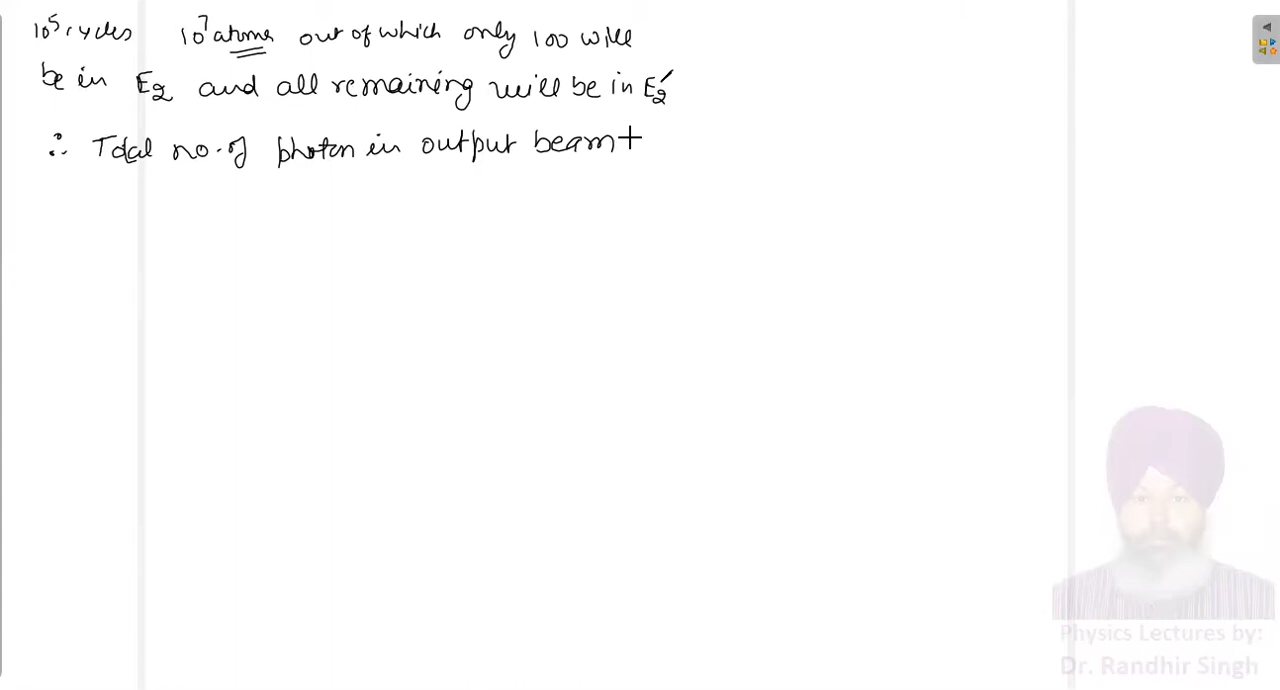 10⁵ cycles 10⁷ atoms out of which only 100 will
be in E₂ and all remaining will be in E₂′
∴ Total no. of photon in output beam +
Physics Lectures by:
Dr. Randhir Singh